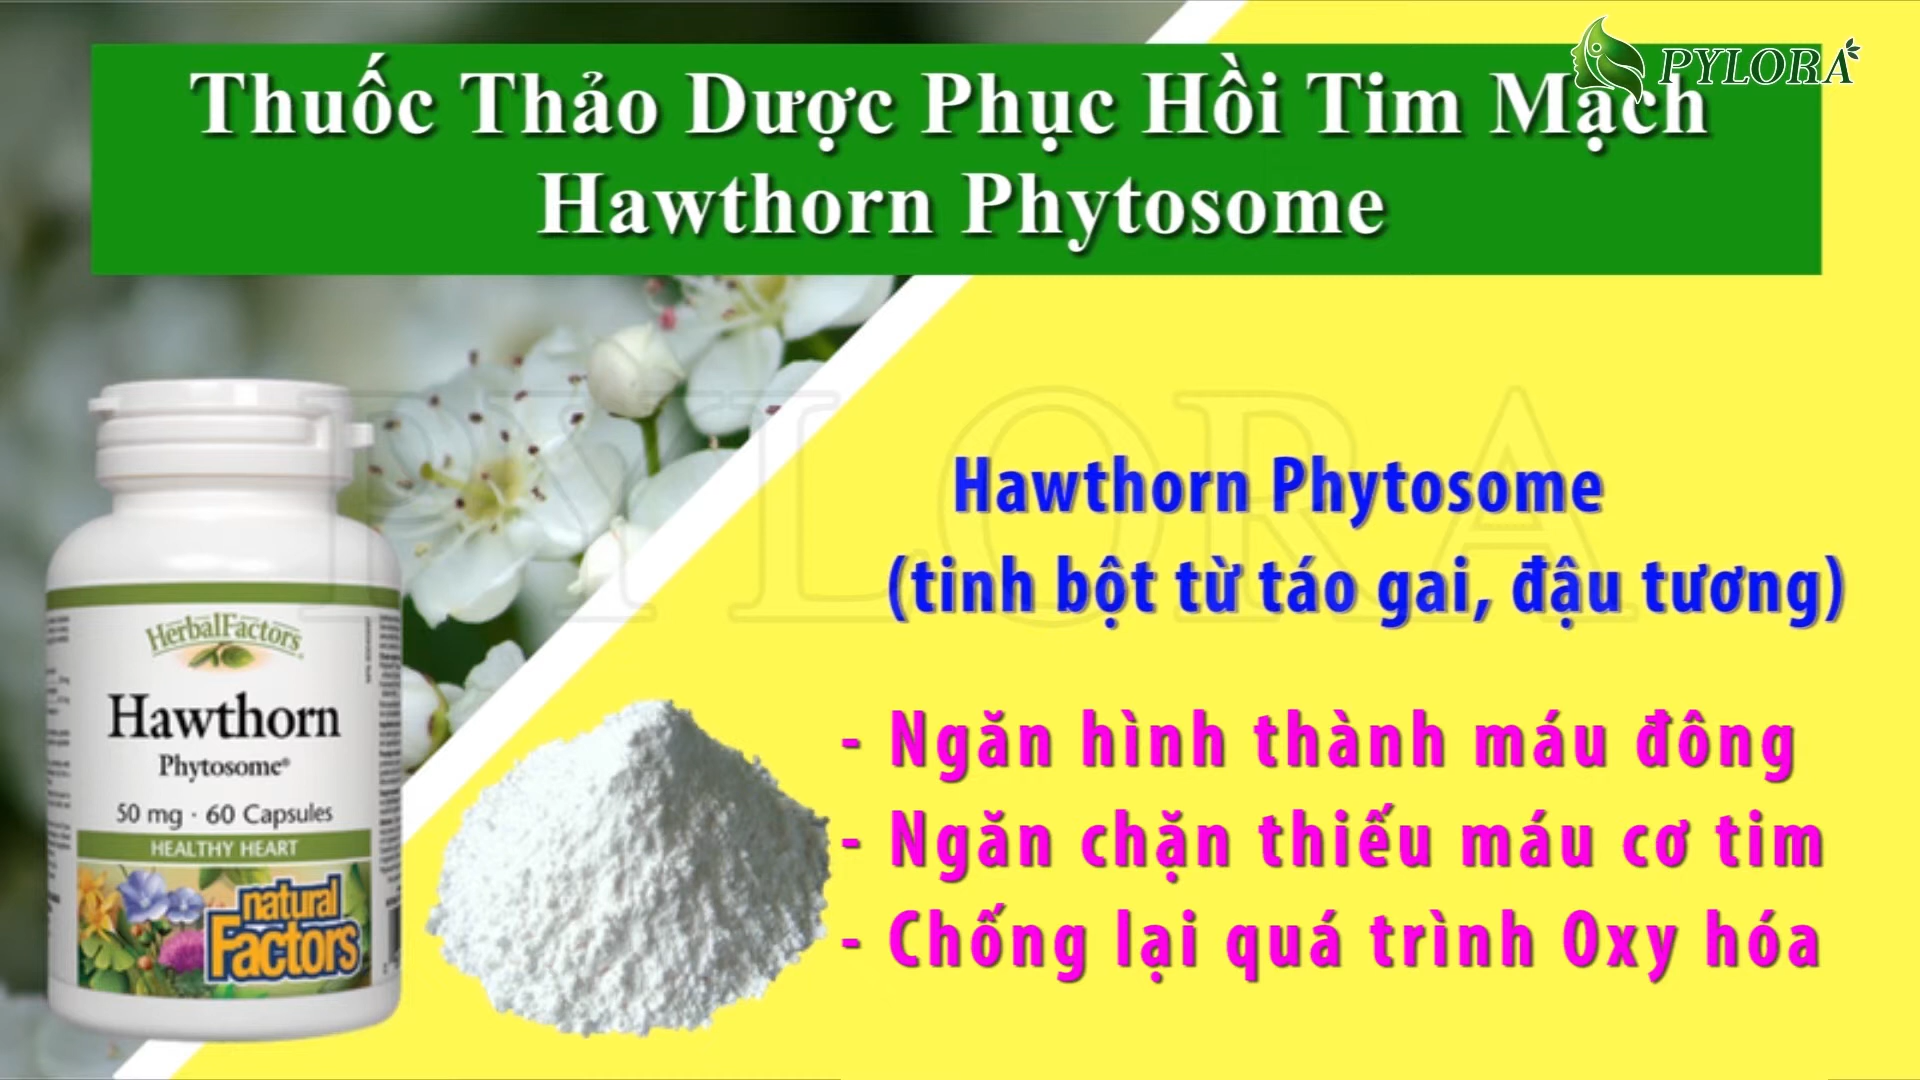 PYLORA
Thuốc Thảo Dược Phục Hồi Tim Mạch
Hawthorn Phytosome
PYLORA
Hawthorn Phytosome
(tinh bột từ táo gai, đậu tương)
- Ngăn hình thành máu đông
- Ngăn chặn thiếu máu cơ tim
- Chống lại quá trình Oxy hóa
HerbalFactors®
Hawthorn
Phytosome®
50 mg · 60 Capsules
HEALTHY HEART
natural
Factors